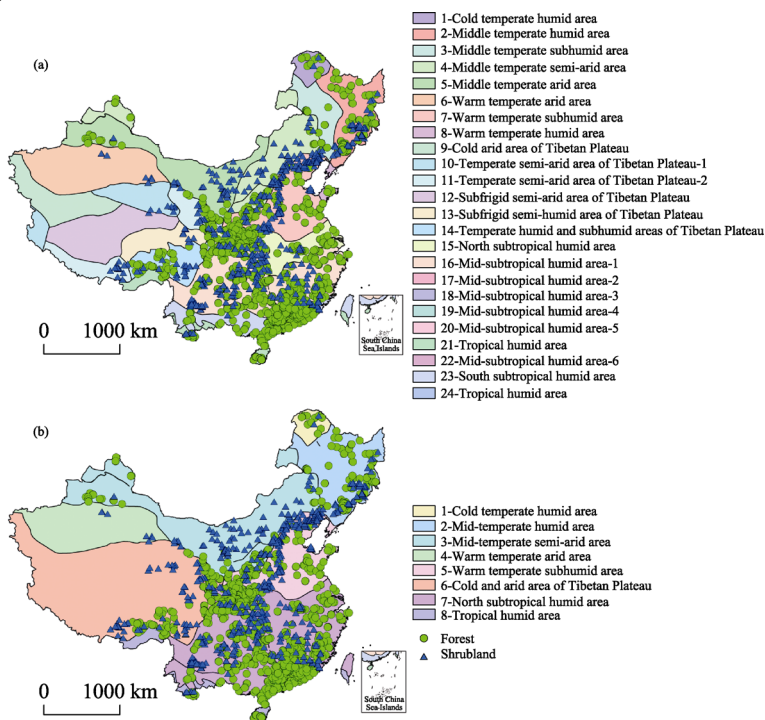 (a)
1-Cold temperate humid area
2-Middle temperate humid area
3-Middle temperate subhumid area
4-Middle temperate semi-arid area
5-Middle temperate arid area
6-Warm temperate arid area
7-Warm temperate subhumid area
8-Warm temperate humid area
9-Cold arid area of Tibetan Plateau
10-Temperate semi-arid area of Tibetan Plateau-1
11-Temperate semi-arid area of Tibetan Plateau-2
12-Subfrigid semi-arid area of Tibetan Plateau
13-Subfrigid semi-humid area of Tibetan Plateau
14-Temperate humid and subhumid areas of Tibetan Plateau
15-North subtropical humid area
16-Mid-subtropical humid area-1
17-Mid-subtropical humid area-2
18-Mid-subtropical humid area-3
19-Mid-subtropical humid area-4
20-Mid-subtropical humid area-5
21-Tropical humid area
22-Mid-subtropical humid area-6
23-South subtropical humid area
24-Tropical humid area
South China
Sea Islands
0 1000 km
(b)
1-Cold temperate humid area
2-Mid-temperate humid area
3-Mid-temperate semi-arid area
4-Warm temperate arid area
5-Warm temperate subhumid area
6-Cold and arid area of Tibetan Plateau
7-North subtropical humid area
8-Tropical humid area
Forest
Shrubland
South China
Sea Islands
0 1000 km